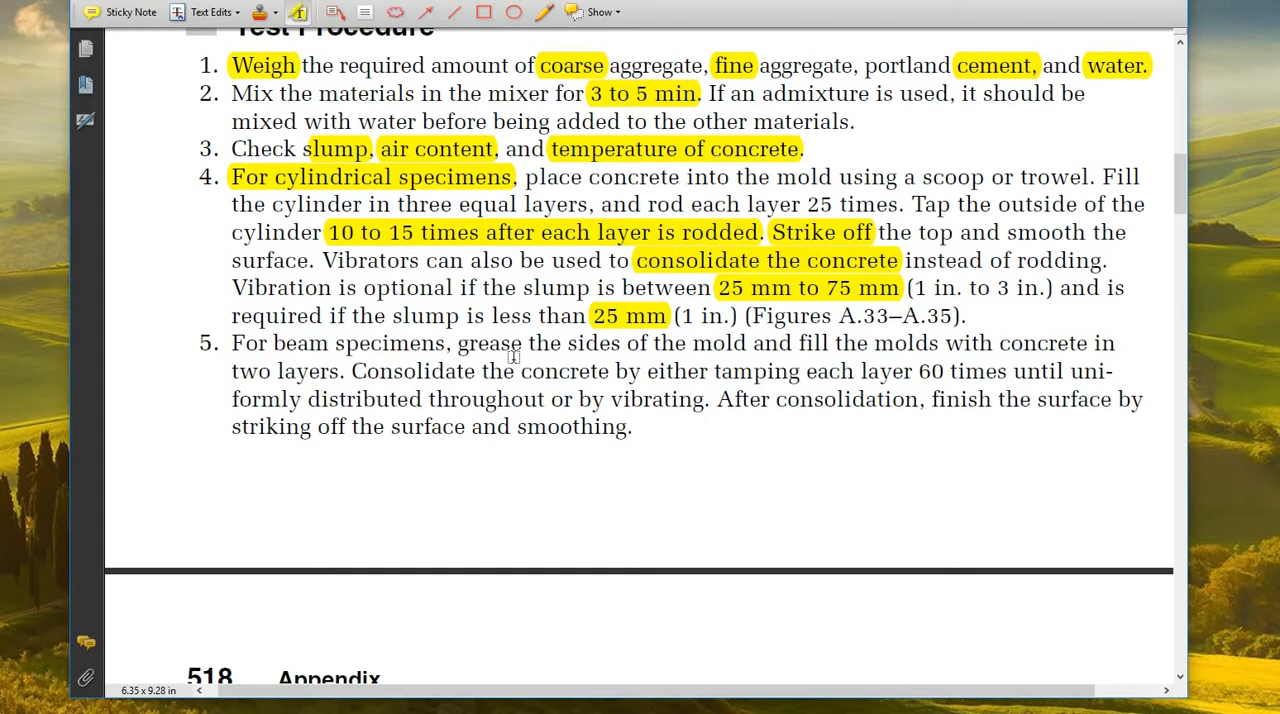 Sticky Note Text Edits Show
Test Procedure
1. Weigh the required amount of coarse aggregate, fine aggregate, portland cement, and water.
2. Mix the materials in the mixer for 3 to 5 min. If an admixture is used, it should be
mixed with water before being added to the other materials.
3. Check slump, air content, and temperature of concrete.
4. For cylindrical specimens, place concrete into the mold using a scoop or trowel. Fill
the cylinder in three equal layers, and rod each layer 25 times. Tap the outside of the
cylinder 10 to 15 times after each layer is rodded. Strike off the top and smooth the
surface. Vibrators can also be used to consolidate the concrete instead of rodding.
Vibration is optional if the slump is between 25 mm to 75 mm (1 in. to 3 in.) and is
required if the slump is less than 25 mm (1 in.) (Figures A.33–A.35).
5. For beam specimens, grease the sides of the mold and fill the molds with concrete in
two layers. Consolidate the concrete by either tamping each layer 60 times until uni-
formly distributed throughout or by vibrating. After consolidation, finish the surface by
striking off the surface and smoothing.
518 Appendix
6.35 x 9.28 in